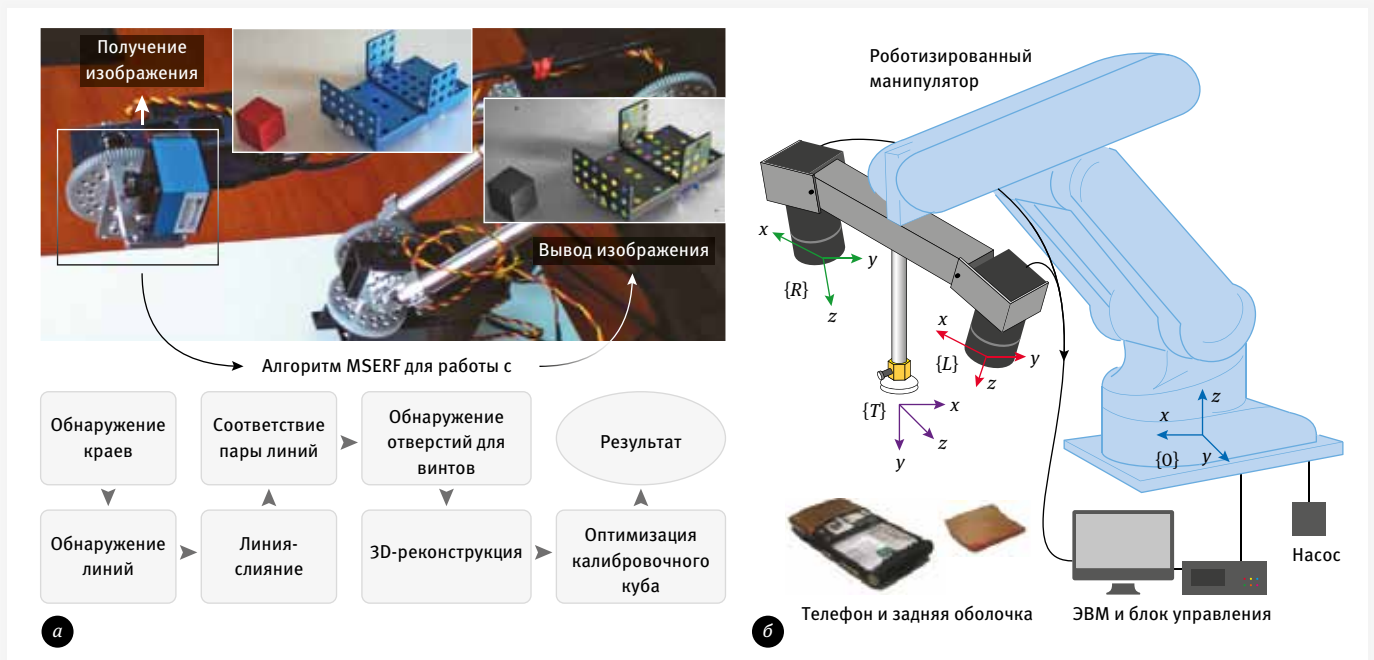 Получение
изображения
Вывод изображения
Алгоритм MSERF для работы с
Обнаружение
краев
Соответствие
пары линий
Обнаружение
отверстий для
винтов
Результат
Обнаружение
линий
Линия-
слияние
3D-реконструкция
Оптимизация
калибровочного
куба
а
Роботизированный
манипулятор
x
y
{R}
z
x
{L}
y
z
{T}
x
z
y
z
x
{0}
y
Насос
Телефон и задняя оболочка
ЭВМ и блок управления
б